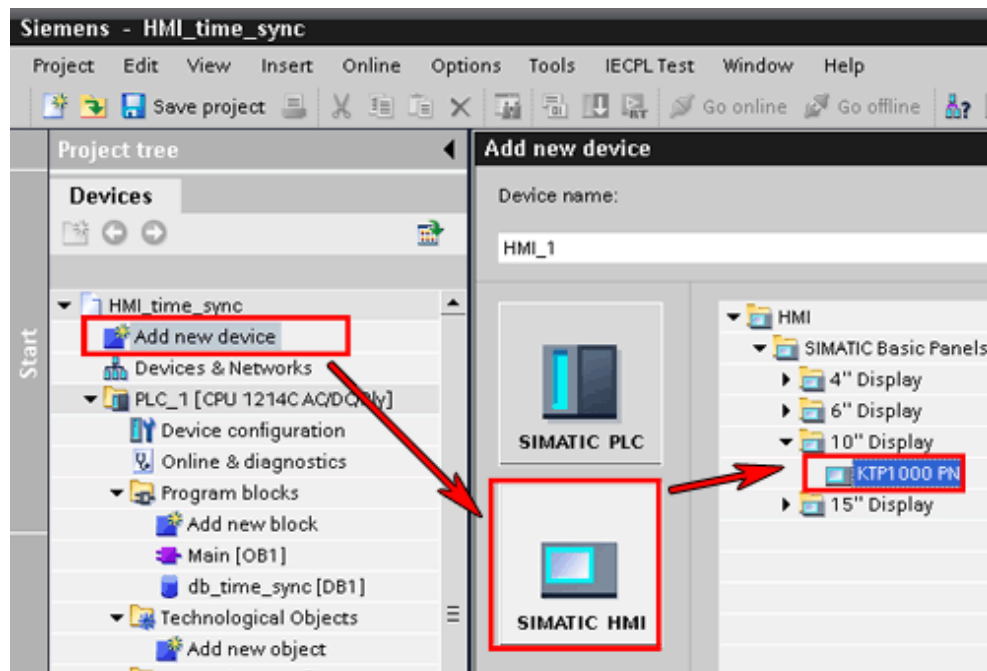 Siemens - HMI_time_sync
Project Edit View Insert Online Options Tools IECPL Test Window Help
Save project Go online Go offline
Project tree
Devices
Start
HMI_time_sync
Add new device
Devices & Networks
PLC_1 [CPU 1214C AC/DC/Rly]
Device configuration
Online & diagnostics
Program blocks
Add new block
Main [OB1]
db_time_sync [DB1]
Technological Objects
Add new object
Add new device
Device name:
HMI_1
SIMATIC PLC
SIMATIC HMI
HMI
SIMATIC Basic Panels
4" Display
6" Display
10" Display
KTP1000 PN
15" Display